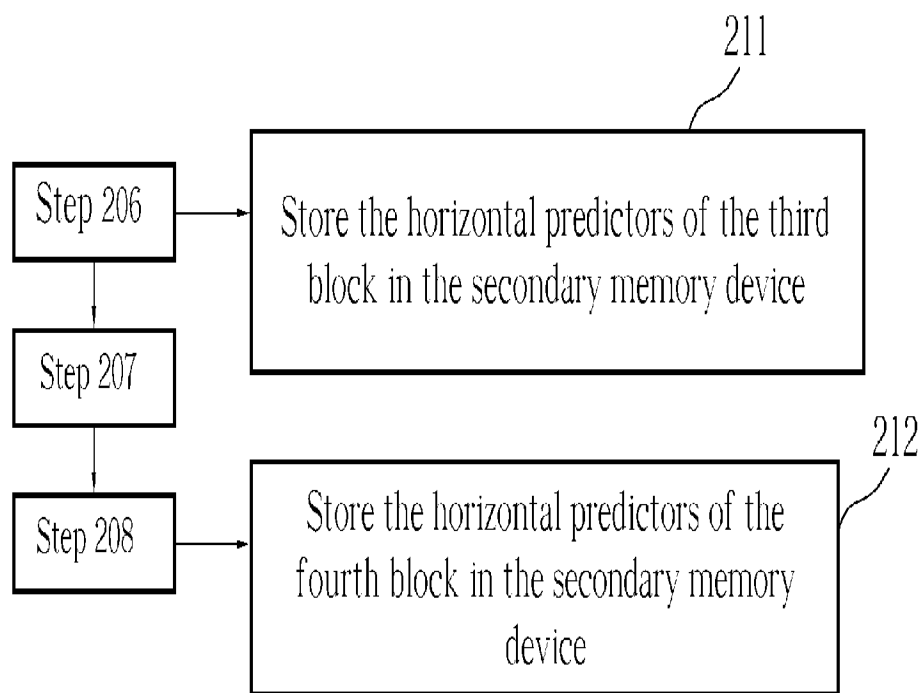 211
Step 206
Store the horizontal predictors of the third
block in the secondary memory device
Step 207
212
Step 208
Store the horizontal predictors of the
fourth block in the secondary memory
device